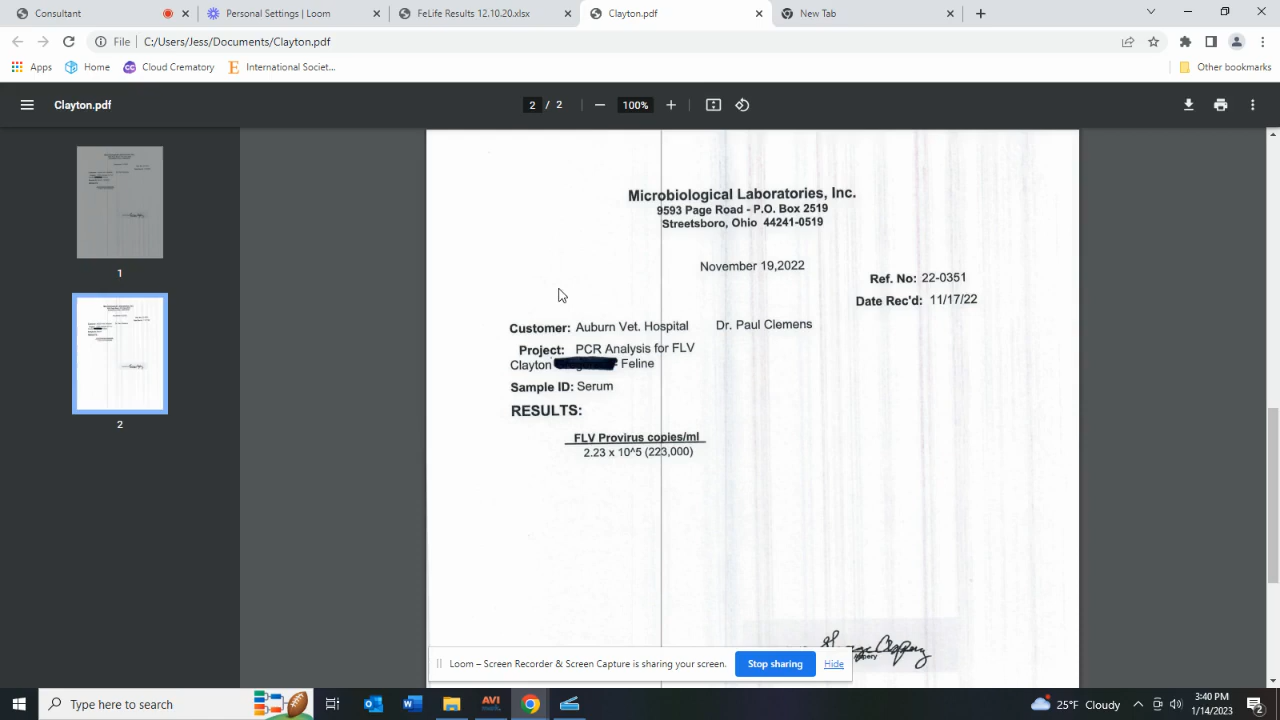 Consultant
Personal Settings | Loom
FeLife Results 12.10.20.xlsx
Clayton.pdf
New Tab
File C:/Users/Jess/Documents/Clayton.pdf
Apps Home Cloud Crematory International Societ... Other bookmarks
Clayton.pdf 2 / 2 100%
1
2
Microbiological Laboratories, Inc.
9593 Page Road - P.O. Box 2519
Streetsboro, Ohio 44241-0519
November 19,2022
Ref. No: 22-0351
Date Rec'd: 11/17/22
Customer: Auburn Vet. Hospital Dr. Paul Clemens
Project: PCR Analysis for FLV
Clayton Feline
Sample ID: Serum
RESULTS:
FLV Provirus copies/ml
2.23 x 10^5 (223,000)
Loom – Screen Recorder & Screen Capture is sharing your screen. Stop sharing Hide
Type here to search
AVI
25°F Cloudy
3:40 PM
1/14/2023
2